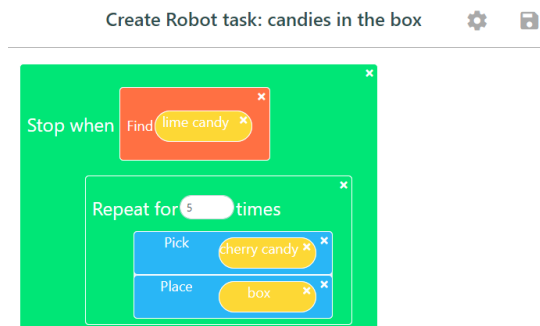 Create Robot task: candies in the box
Stop when
Find lime candy
Repeat for 5 times
Pick cherry candy
Place box